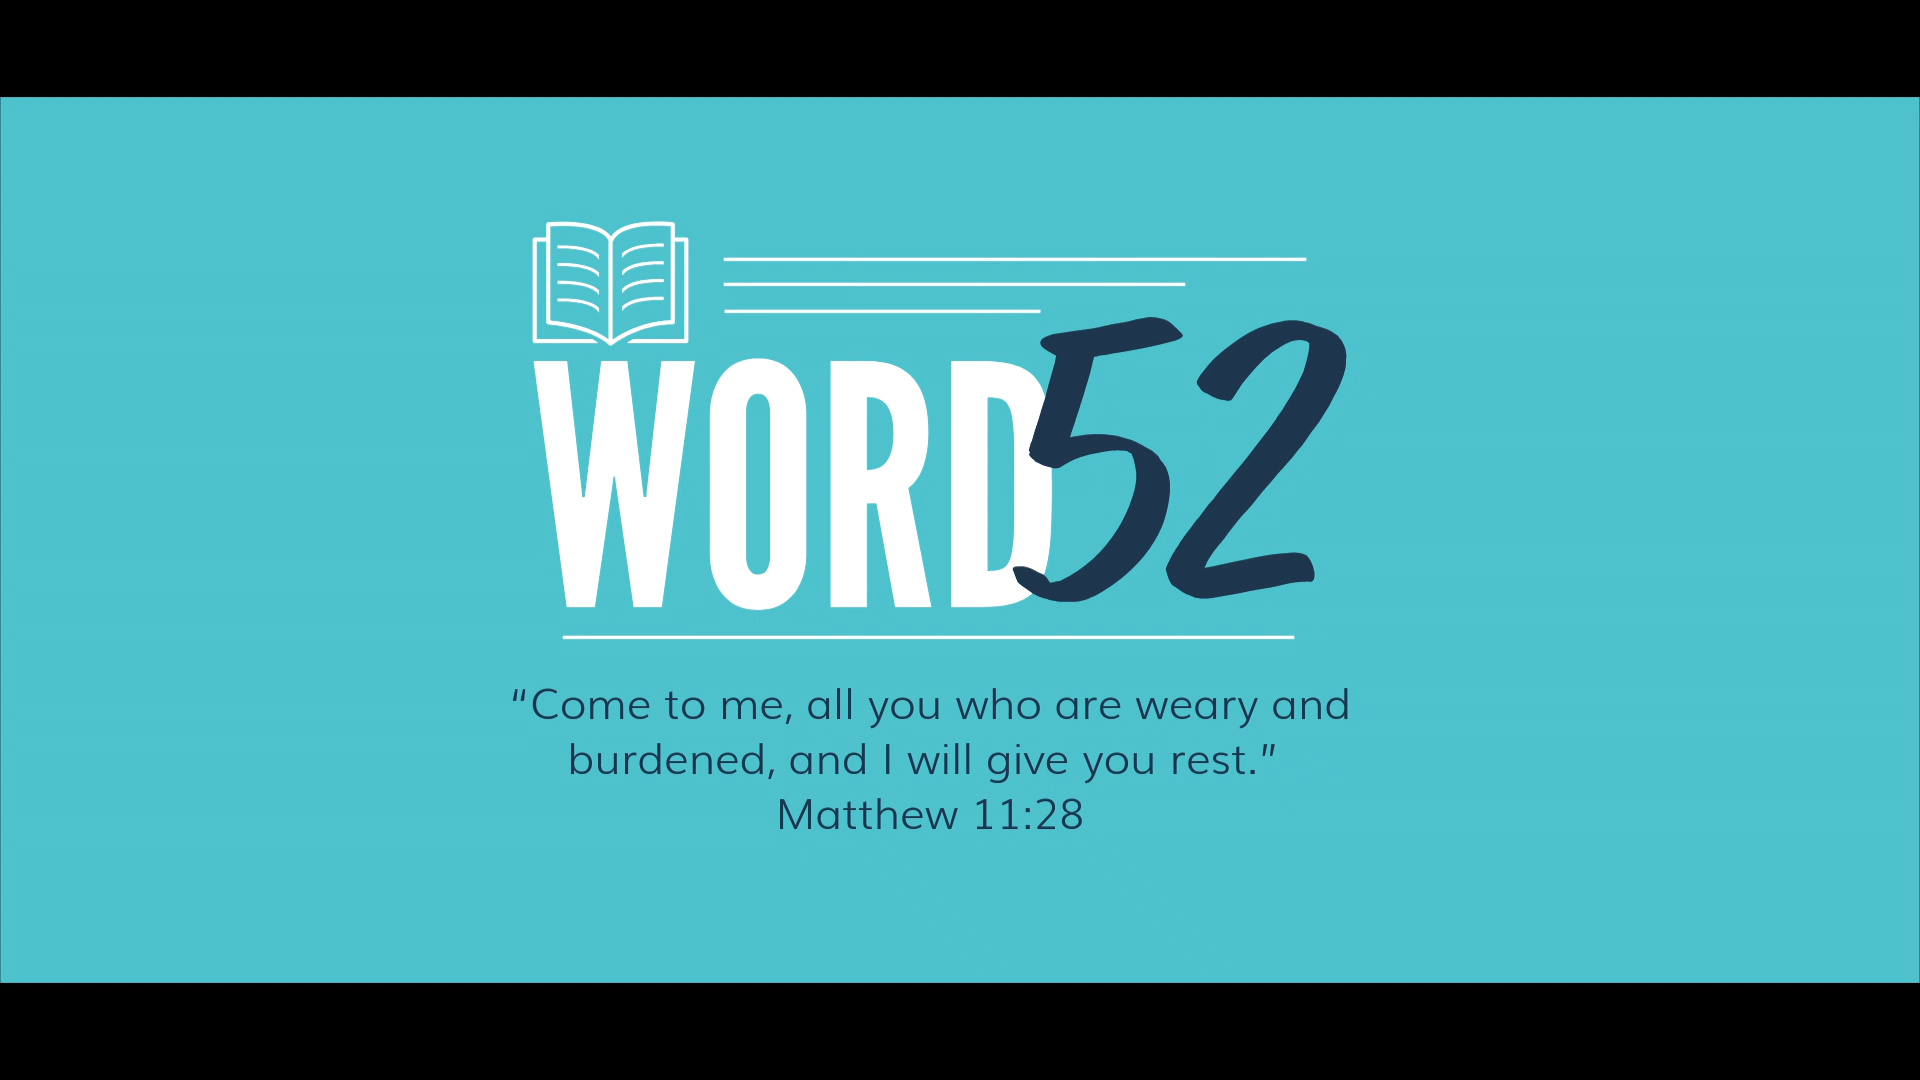 WORD52
“Come to me, all you who are weary and
burdened, and I will give you rest.”
Matthew 11:28